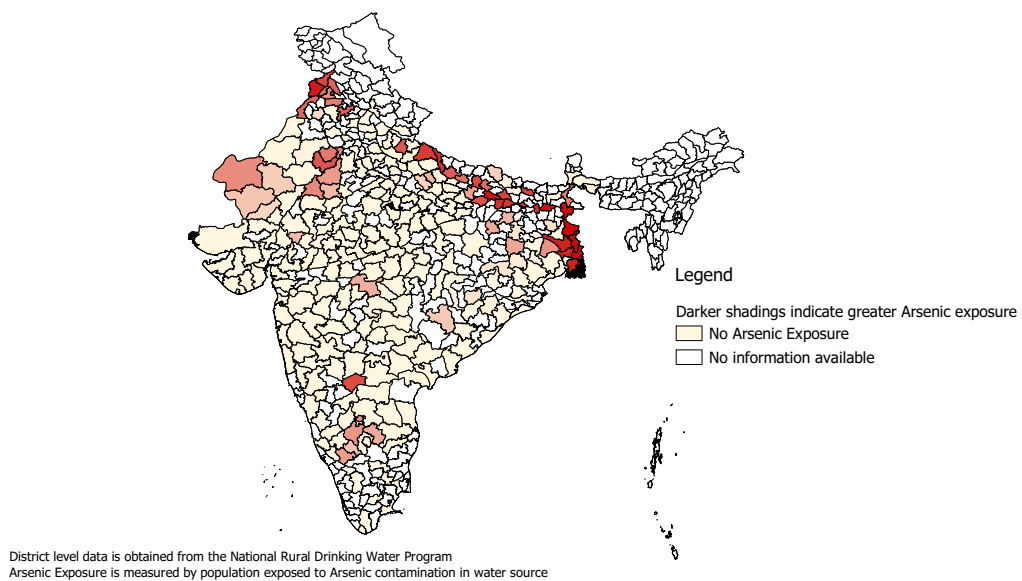 Legend
Darker shadings indicate greater Arsenic exposure
No Arsenic Exposure
No information available
District level data is obtained from the National Rural Drinking Water Program
Arsenic Exposure is measured by population exposed to Arsenic contamination in water source